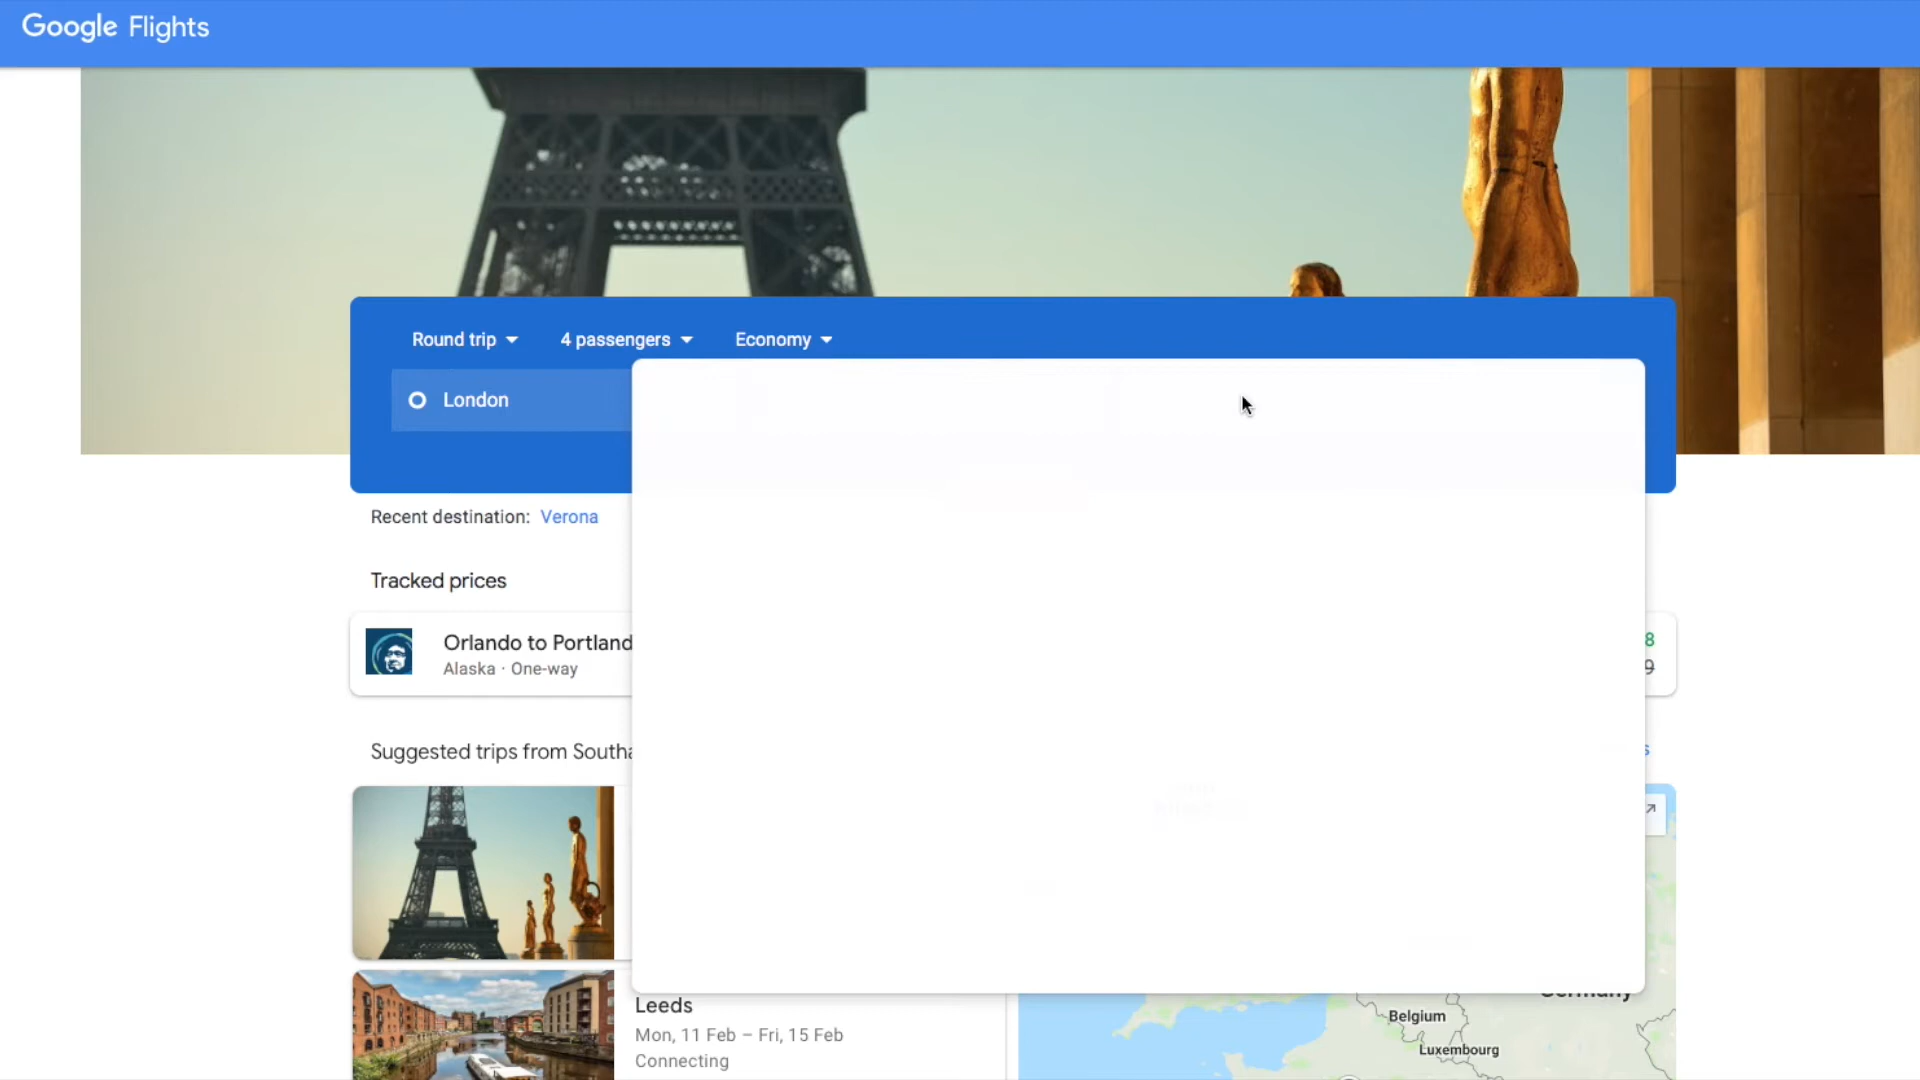 Google Flights
Round trip
4 passengers
Economy
London
Recent destination: Verona
Tracked prices
Orlando to Portland
Alaska · One-way
8
9
Suggested trips from
s
Leeds
Mon, 11 Feb – Fri, 15 Feb
Connecting
Germany
Belgium
Luxembourg